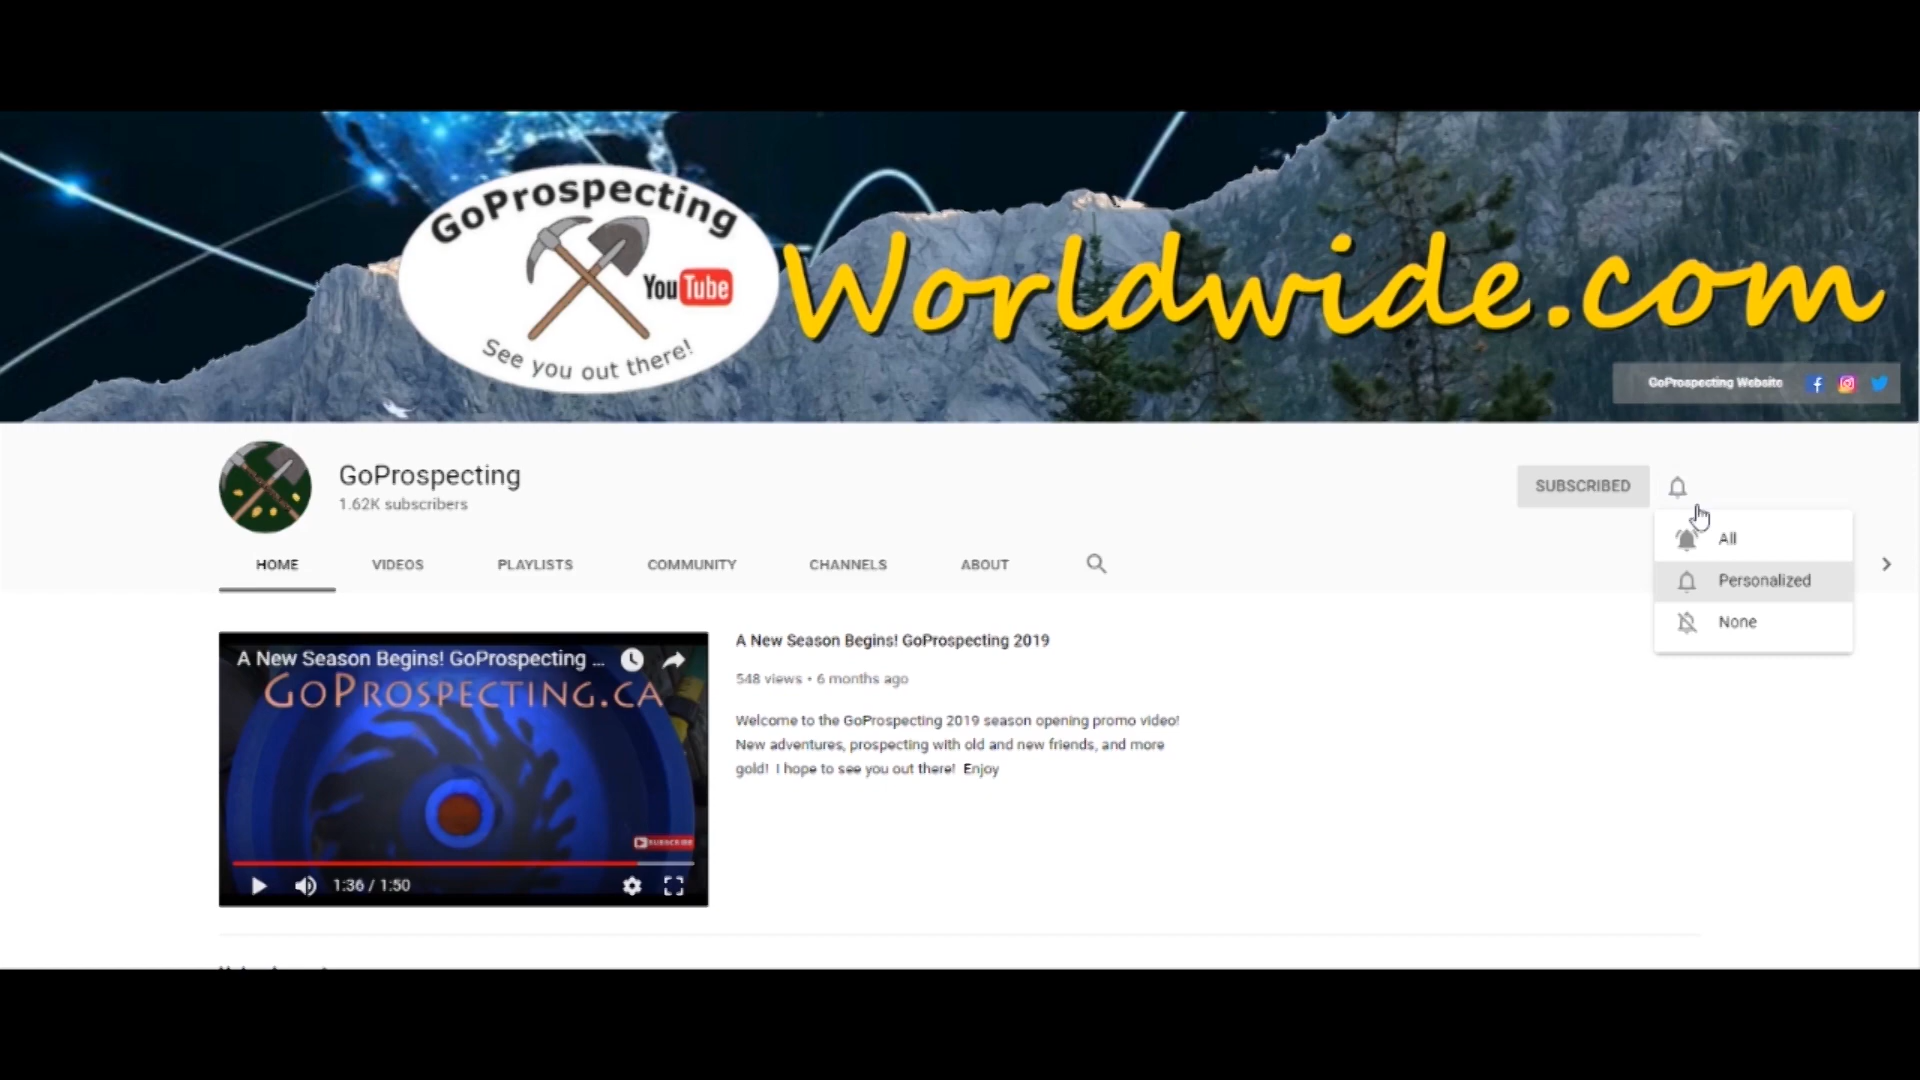 GoProspecting
YouTube
See you out there!
Worldwide.com
GoProspecting Website
GoProspecting
1.62K subscribers
SUBSCRIBED
All
Personalized
None
HOME
VIDEOS
PLAYLISTS
COMMUNITY
CHANNELS
ABOUT
A New Season Begins! GoProspecting ...
GOPROSPECTING.CA
SUBSCRIBE
1:36 / 1:50
A New Season Begins! GoProspecting 2019
548 views • 6 months ago
Welcome to the GoProspecting 2019 season opening promo video!
New adventures, prospecting with old and new friends, and more
gold! I hope to see you out there! Enjoy